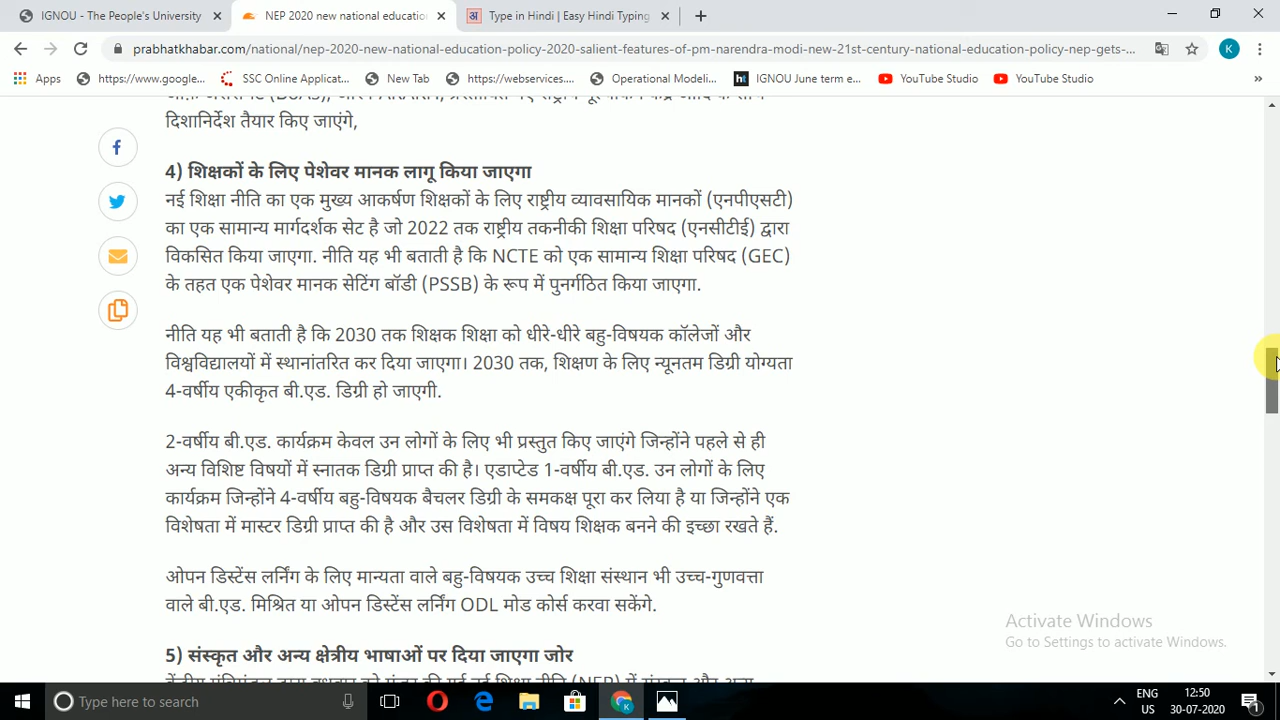 IGNOU - The People's University
NEP 2020 new national educatio
Type in Hindi | Easy Hindi Typing
prabhatkhabar.com/national/nep-2020-new-national-education-policy-2020-salient-features-of-pm-narendra-modi-new-21st-century-national-education-policy-nep-gets-...
K
Apps
https://www.google...
SSC Online Applicat...
New Tab
https://webservices....
Operational Modeli...
ht
IGNOU June term e...
YouTube Studio
YouTube Studio
»
दिशानिर्देश तैयार किए जाएंगे,
4) शिक्षकों के लिए पेशेवर मानक लागू किया जाएगा
नई शिक्षा नीति का एक मुख्य आकर्षण शिक्षकों के लिए राष्ट्रीय व्यावसायिक मानकों (एनपीएसटी)
का एक सामान्य मार्गदर्शक सेट है जो 2022 तक राष्ट्रीय तकनीकी शिक्षा परिषद (एनसीटीई) द्वारा
विकसित किया जाएगा. नीति यह भी बताती है कि NCTE को एक सामान्य शिक्षा परिषद (GEC)
के तहत एक पेशेवर मानक सेटिंग बॉडी (PSSB) के रूप में पुनर्गठित किया जाएगा.
नीति यह भी बताती है कि 2030 तक शिक्षक शिक्षा को धीरे-धीरे बहु-विषयक कॉलेजों और
विश्वविद्यालयों में स्थानांतरित कर दिया जाएगा। 2030 तक, शिक्षण के लिए न्यूनतम डिग्री योग्यता
4-वर्षीय एकीकृत बी.एड. डिग्री हो जाएगी.
2-वर्षीय बी.एड. कार्यक्रम केवल उन लोगों के लिए भी प्रस्तुत किए जाएंगे जिन्होंने पहले से ही
अन्य विशिष्ट विषयों में स्नातक डिग्री प्राप्त की है। एडाप्टेड 1-वर्षीय बी.एड. उन लोगों के लिए
कार्यक्रम जिन्होंने 4-वर्षीय बहु-विषयक बैचलर डिग्री के समकक्ष पूरा कर लिया है या जिन्होंने एक
विशेषता में मास्टर डिग्री प्राप्त की है और उस विशेषता में विषय शिक्षक बनने की इच्छा रखते हैं.
ओपन डिस्टेंस लर्निंग के लिए मान्यता वाले बहु-विषयक उच्च शिक्षा संस्थान भी उच्च-गुणवत्ता
वाले बी.एड. मिश्रित या ओपन डिस्टेंस लर्निंग ODL मोड कोर्स करवा सकेंगे.
5) संस्कृत और अन्य क्षेत्रीय भाषाओं पर दिया जाएगा जोर
Activate Windows
Go to Settings to activate Windows.
Type here to search
ENG
US
12:50
30-07-2020
1